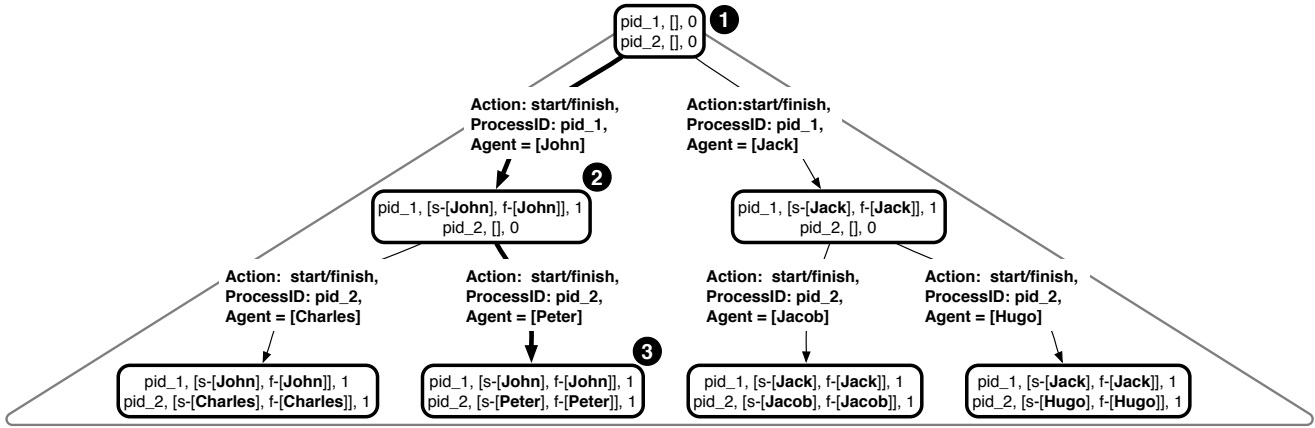 pid_1, [], 0
pid_2, [], 0
1
Action: start/finish,
ProcessID: pid_1,
Agent = [John]
Action:start/finish,
ProcessID: pid_1,
Agent = [Jack]
2
pid_1, [s-[John], f-[John]], 1
pid_2, [], 0
pid_1, [s-[Jack], f-[Jack]], 1
pid_2, [], 0
Action: start/finish,
ProcessID: pid_2,
Agent = [Charles]
Action: start/finish,
ProcessID: pid_2,
Agent = [Peter]
Action: start/finish,
ProcessID: pid_2,
Agent = [Jacob]
Action: start/finish,
ProcessID: pid_2,
Agent = [Hugo]
3
pid_1, [s-[John], f-[John]], 1
pid_2, [s-[Charles], f-[Charles]], 1
pid_1, [s-[John], f-[John]], 1
pid_2, [s-[Peter], f-[Peter]], 1
pid_1, [s-[Jack], f-[Jack]], 1
pid_2, [s-[Jacob], f-[Jacob]], 1
pid_1, [s-[Jack], f-[Jack]], 1
pid_2, [s-[Hugo], f-[Hugo]], 1